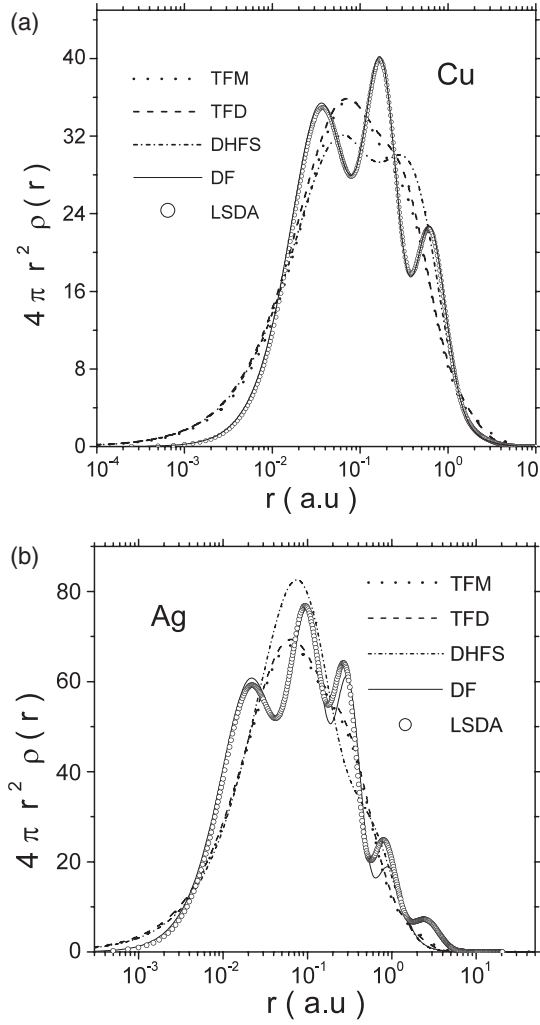 (a)
40
32
24
16
8
0
4 π r² ρ ( r )
Cu
TFM
TFD
DHFS
DF
LSDA
10⁻⁴ 10⁻³ 10⁻² 10⁻¹ 10⁰ 10
r ( a.u )
(b)
80
60
40
20
0
4 π r² ρ ( r )
Ag
TFM
TFD
DHFS
DF
LSDA
10⁻³ 10⁻² 10⁻¹ 10⁰ 10¹
r ( a.u )